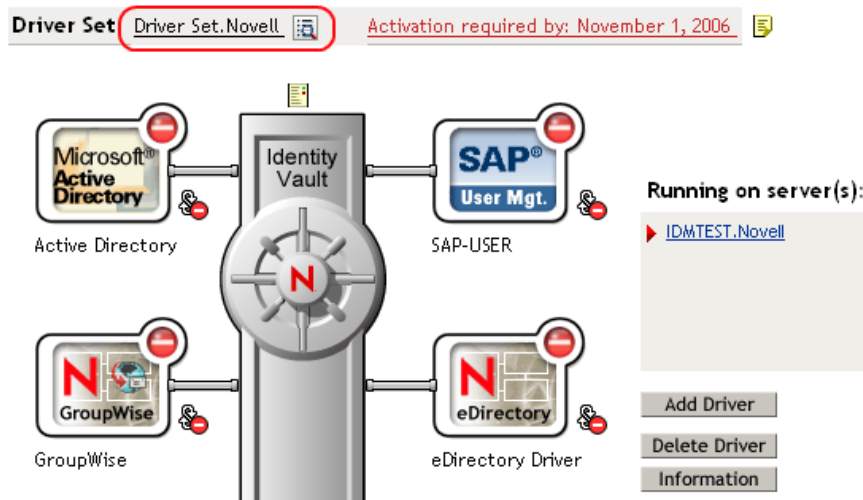 Driver Set Driver Set.Novell Activation required by: November 1, 2006
Microsoft®
Active
Directory
Active Directory
Identity
Vault
N
SAP®
User Mgt.
SAP-USER
Running on server(s):
IDMTEST.Novell
N
GroupWise
GroupWise
N
eDirectory
eDirectory Driver
Add Driver
Delete Driver
Information